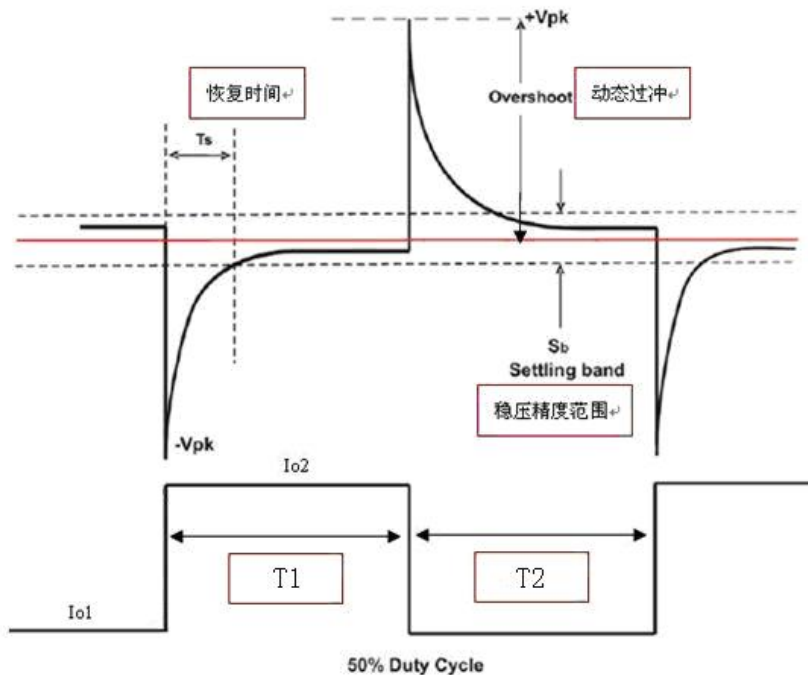 +Vpk
恢复时间
Overshoot
动态过冲
Ts
Sb
Settling band
稳压精度范围
-Vpk
Io2
T1
T2
Io1
50% Duty Cycle